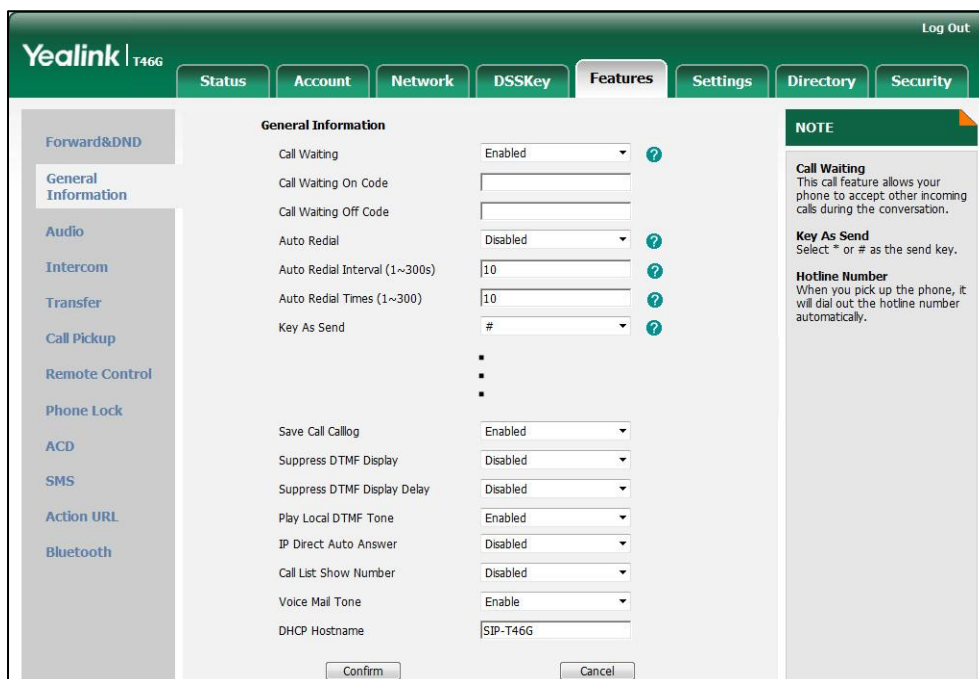 Log Out
Yealink T46G
Status Account Network DSSKey Features Settings Directory Security
Forward&DND
General
Information
Audio
Intercom
Transfer
Call Pickup
Remote Control
Phone Lock
ACD
SMS
Action URL
Bluetooth
General Information
Call Waiting Enabled ?
Call Waiting On Code
Call Waiting Off Code
Auto Redial Disabled ?
Auto Redial Interval (1~300s) 10 ?
Auto Redial Times (1~300) 10 ?
Key As Send # ?
Save Call Calllog Enabled
Suppress DTMF Display Disabled
Suppress DTMF Display Delay Disabled
Play Local DTMF Tone Enabled
IP Direct Auto Answer Disabled
Call List Show Number Disabled
Voice Mail Tone Enable
DHCP Hostname SIP-T46G
Confirm Cancel
NOTE
Call Waiting
This call feature allows your
phone to accept other incoming
calls during the conversation.
Key As Send
Select * or # as the send key.
Hotline Number
When you pick up the phone, it
will dial out the hotline number
automatically.